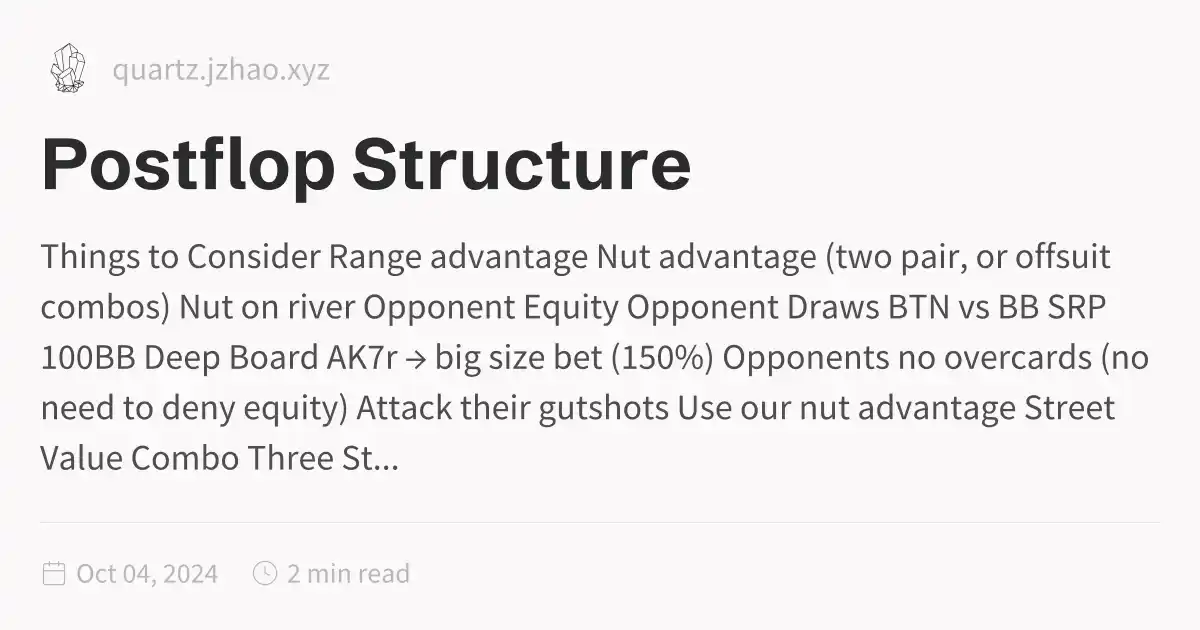 quartz.jzhao.xyz
Postflop Structure
Things to Consider Range advantage Nut advantage (two pair, or offsuit
combos) Nut on river Opponent Equity Opponent Draws BTN vs BB SRP
100BB Deep Board AK7r → big size bet (150%) Opponents no overcards (no
need to deny equity) Attack their gutshots Use our nut advantage Street
Value Combo Three St...
Oct 04, 2024 2 min read